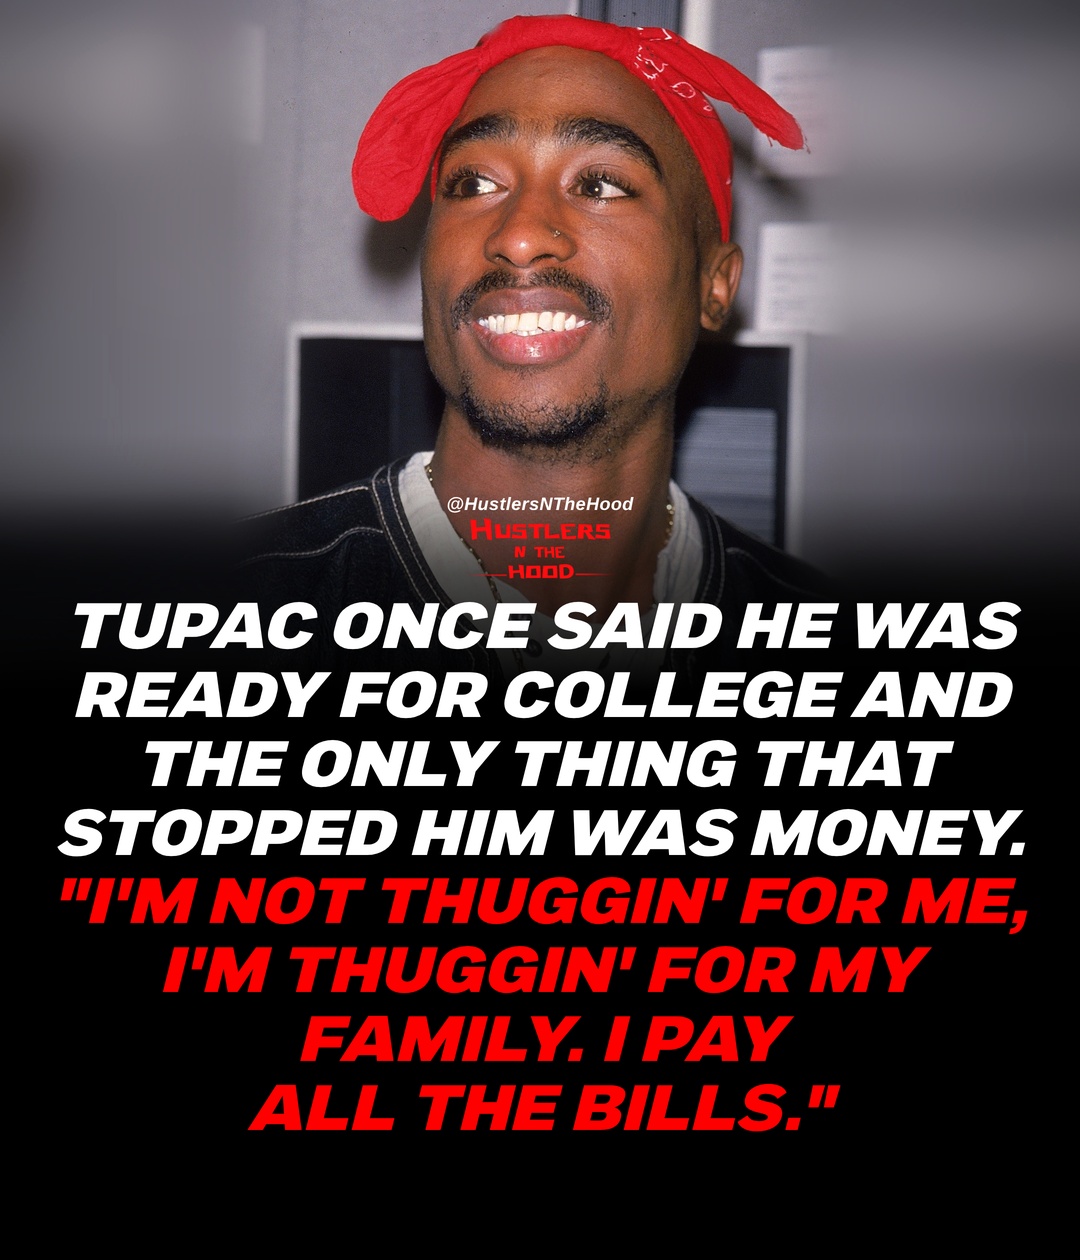 @HustlersNTheHood
HUSTLERS
N THE
HOOD
TUPAC ONCE SAID HE WAS
READY FOR COLLEGE AND
THE ONLY THING THAT
STOPPED HIM WAS MONEY.
"I'M NOT THUGGIN' FOR ME,
I'M THUGGIN' FOR MY
FAMILY. I PAY
ALL THE BILLS."